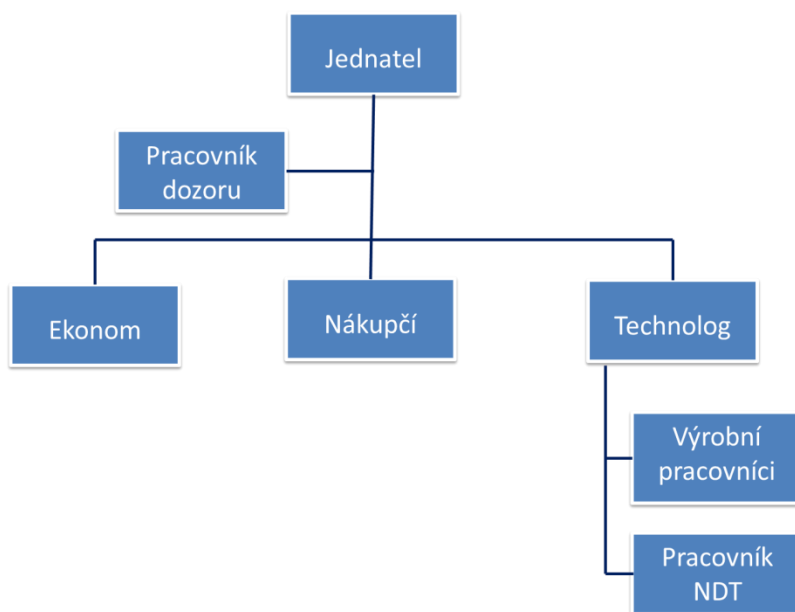 Jednatel
Pracovník
dozoru
Ekonom
Nákupčí
Technolog
Výrobní
pracovníci
Pracovník
NDT